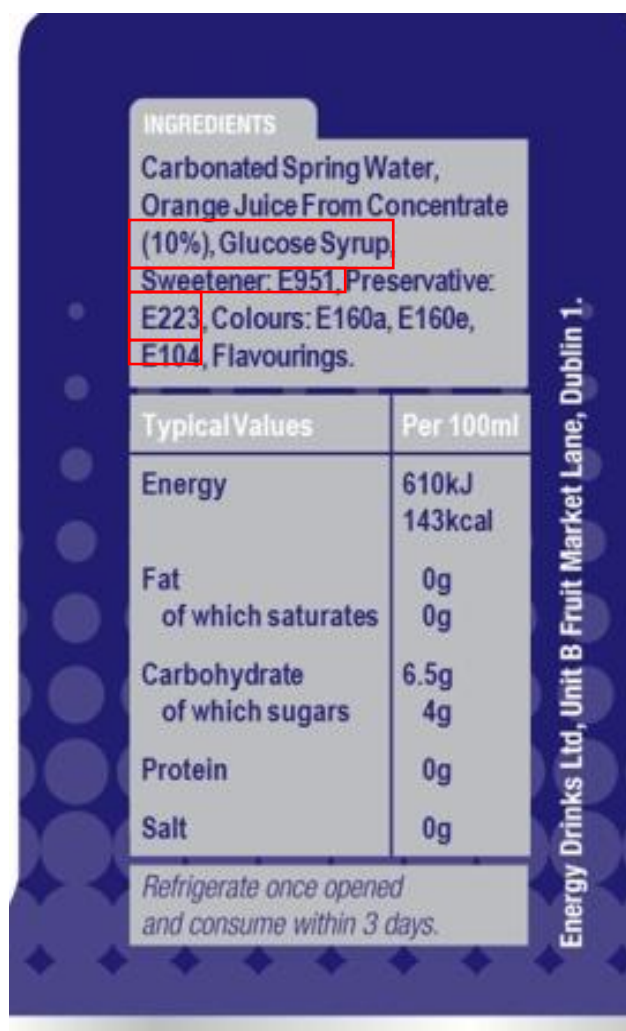 INGREDIENTS
Carbonated Spring Water,
Orange Juice From Concentrate
(10%), Glucose Syrup,
Sweetener: E951, Preservative:
E223, Colours: E160a, E160e,
E104, Flavourings.
Typical Values Per 100ml
Energy 610kJ
143kcal
Fat 0g
of which saturates 0g
Carbohydrate 6.5g
of which sugars 4g
Protein 0g
Salt 0g
Refrigerate once opened
and consume within 3 days.
Energy Drinks Ltd, Unit B Fruit Market Lane, Dublin 1.